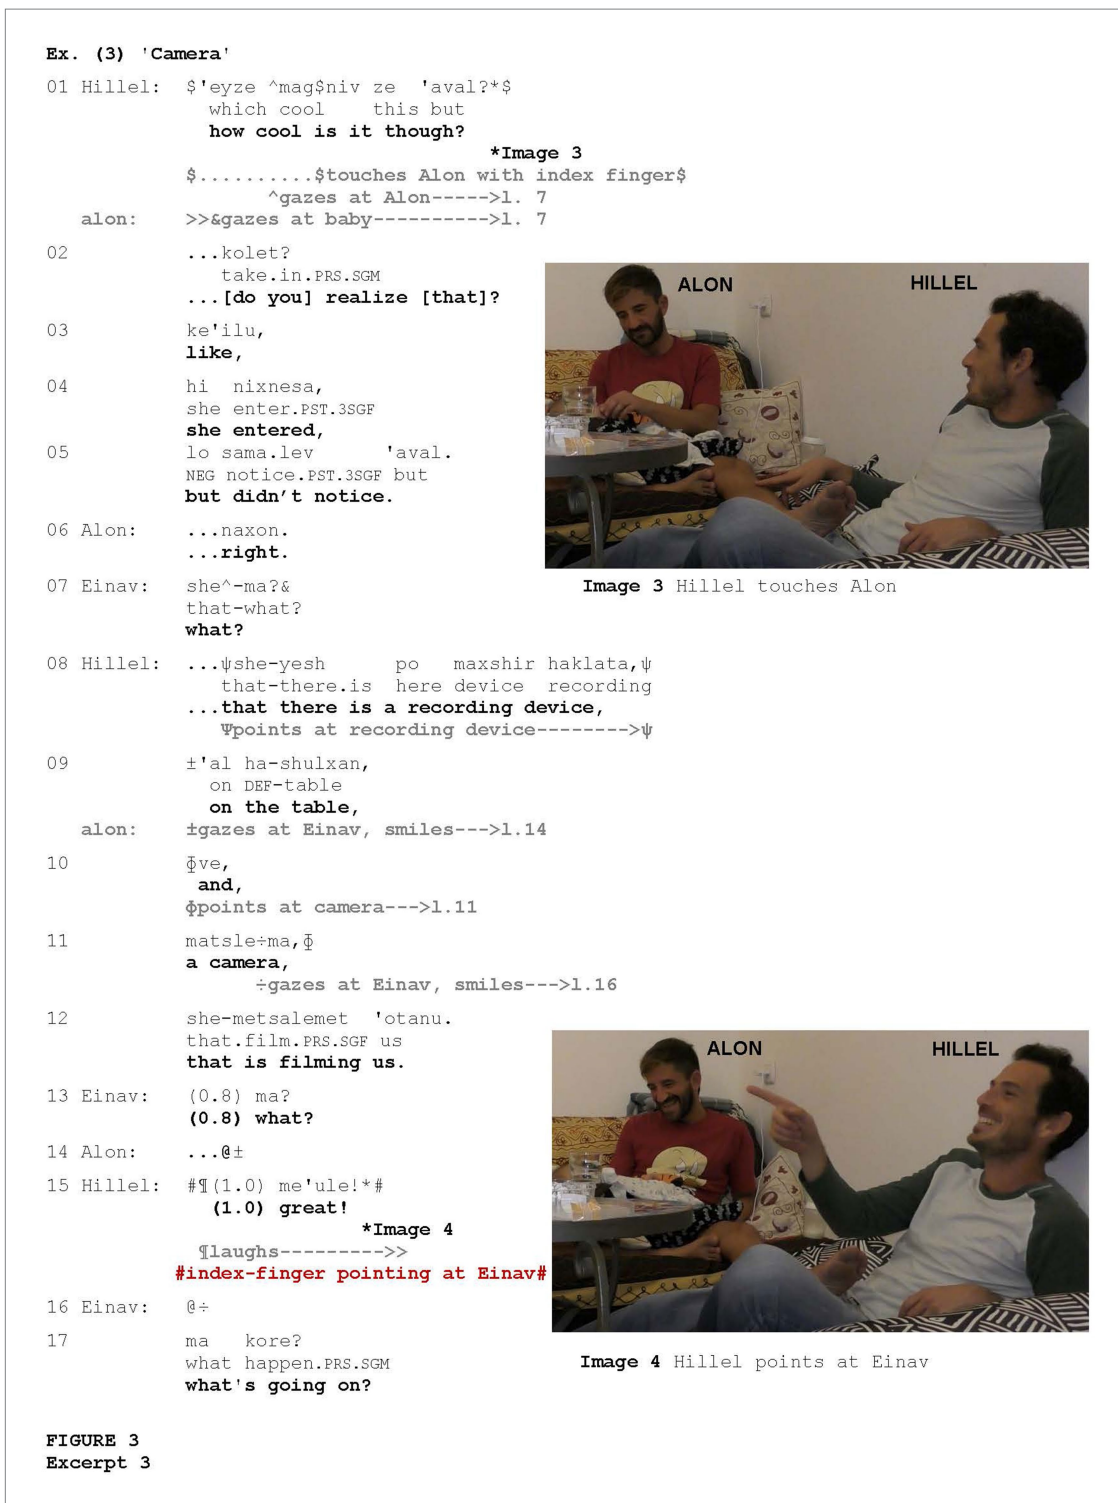 Ex. (3) 'Camera'
01 Hillel: $'eyze ^mag$niv ze 'aval?*$
which cool this but
how cool is it though?
*Image 3
$..........$touches Alon with index finger$
^gazes at Alon----->l. 7
alon: >>&gazes at baby---------->l. 7
02 ...kolet?
take.in.PRS.SGM
...[do you] realize [that]?
03 ke'ilu,
like,
04 hi nixnesa,
she enter.PST.3SGF
she entered,
05 lo sama.lev 'aval.
NEG notice.PST.3SGF but
but didn't notice.
06 Alon: ...naxon.
...right.
07 Einav: she^-ma?&
that-what?
what?
ALON HILLEL
Image 3 Hillel touches Alon
08 Hillel: ...ψshe-yesh po maxshir haklata,ψ
that-there.is here device recording
...that there is a recording device,
Ψpoints at recording device-------->ψ
09 ±'al ha-shulxan,
on DEF-table
on the table,
alon: ±gazes at Einav, smiles--->l.14
10 ɸve,
and,
ɸpoints at camera--->l.11
11 matsle÷ma,ɸ
a camera,
÷gazes at Einav, smiles--->l.16
12 she-metsalemet 'otanu.
that.film.PRS.SGF us
that is filming us.
13 Einav: (0.8) ma?
(0.8) what?
14 Alon: ...@±
15 Hillel: #¶(1.0) me'ule!*#
(1.0) great!
*Image 4
¶laughs--------->>
#index-finger pointing at Einav#
16 Einav: @÷
17 ma kore?
what happen.PRS.SGM
what's going on?
ALON HILLEL
Image 4 Hillel points at Einav
FIGURE 3
Excerpt 3